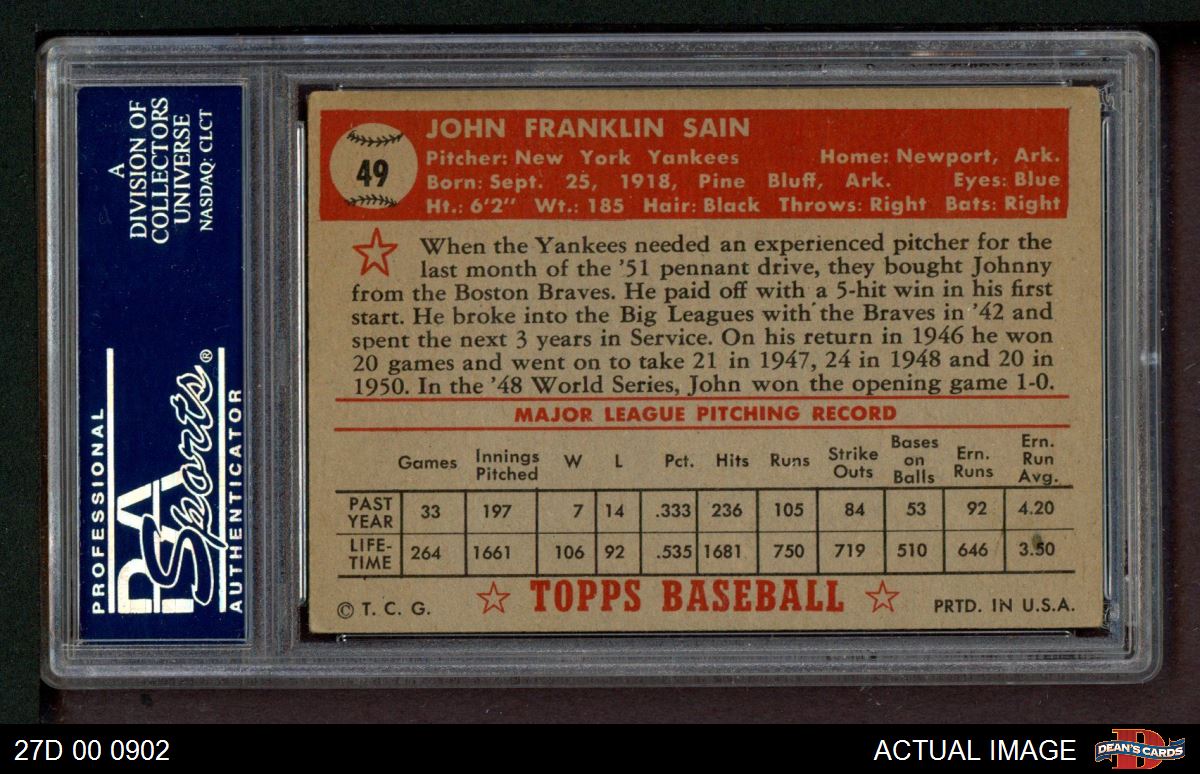 A
DIVISION OF
COLLECTORS
UNIVERSE
NASDAQ: CLCT
PROFESSIONAL
PSA
Sports®
AUTHENTICATOR
49
JOHN FRANKLIN SAIN
Pitcher: New York Yankees Home: Newport, Ark.
Born: Sept. 25, 1918, Pine Bluff, Ark. Eyes: Blue
Ht.: 6'2" Wt.: 185 Hair: Black Throws: Right Bats: Right
When the Yankees needed an experienced pitcher for the
last month of the '51 pennant drive, they bought Johnny
from the Boston Braves. He paid off with a 5-hit win in his first
start. He broke into the Big Leagues with the Braves in '42 and
spent the next 3 years in Service. On his return in 1946 he won
20 games and went on to take 21 in 1947, 24 in 1948 and 20 in
1950. In the '48 World Series, John won the opening game 1-0.
MAJOR LEAGUE PITCHING RECORD
Games Innings Pitched W L Pct. Hits Runs Strike Outs Bases on Balls Ern. Runs Ern. Run Avg.
PAST YEAR 33 197 7 14 .333 236 105 84 53 92 4.20
LIFE-TIME 264 1661 106 92 .535 1681 750 719 510 646 3.50
© T. C. G. TOPPS BASEBALL PRTD. IN U.S.A.
27D 00 0902 ACTUAL IMAGE DEAN'S CARDS